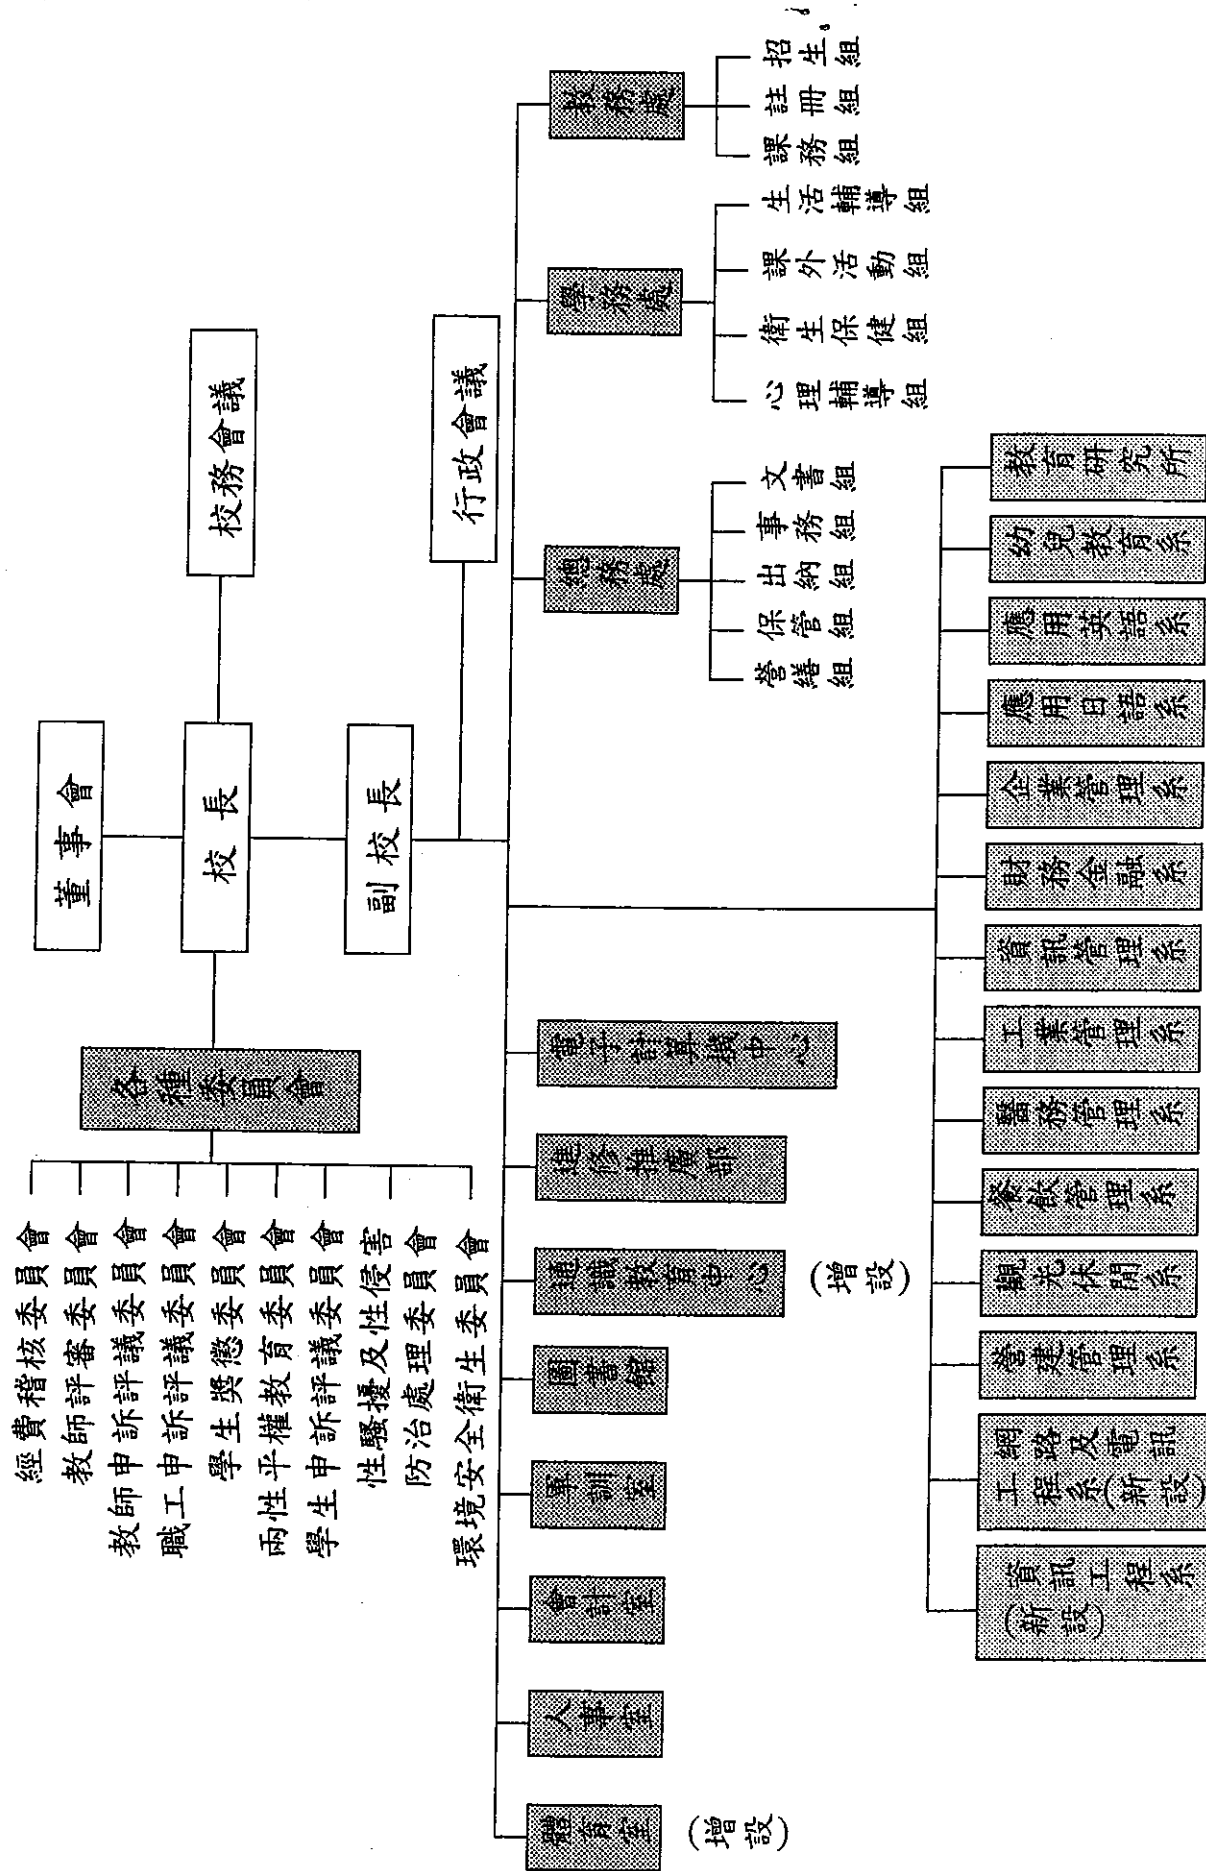 董事會
校長
校務會議
副校長
行政會議
各種委員會
經費稽核委員會
教師評審委員會
教師申訴評議委員會
職工申訴評議委員會
學生獎懲委員會
兩性平權教育委員會
學生申訴評議委員會
性騷擾及性侵害
防治處理委員會
環境安全衛生委員會
體育室
(增設)
人事室
會計室
軍訓室
圖書館
通識教育中心
(增設)
進修推廣部
電子計算機中心
總務處
營繕組
保管組
出納組
事務組
文書組
學務處
心理輔導組
衛生保健組
課外活動組
生活輔導組
教務處
課務組
註冊組
招生組
資訊工程系
(新設)
網路及電訊
工程系(新設)
營建管理系
觀光休閒系
餐飲管理系
醫務管理系
工業管理系
資訊管理系
財務金融系
企業管理系
應用日語系
應用英語系
幼兒教育系
教育研究所